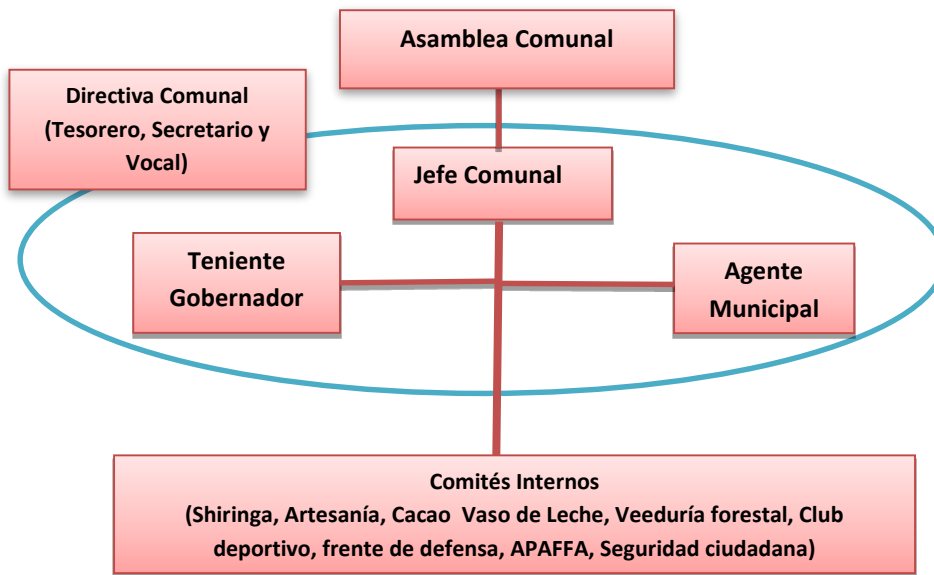 Asamblea Comunal
Directiva Comunal
(Tesorero, Secretario y
Vocal)
Jefe Comunal
Teniente
Gobernador
Agente
Municipal
Comités Internos
(Shiringa, Artesanía, Cacao  Vaso de Leche, Veeduría forestal, Club
deportivo, frente de defensa, APAFFA, Seguridad ciudadana)